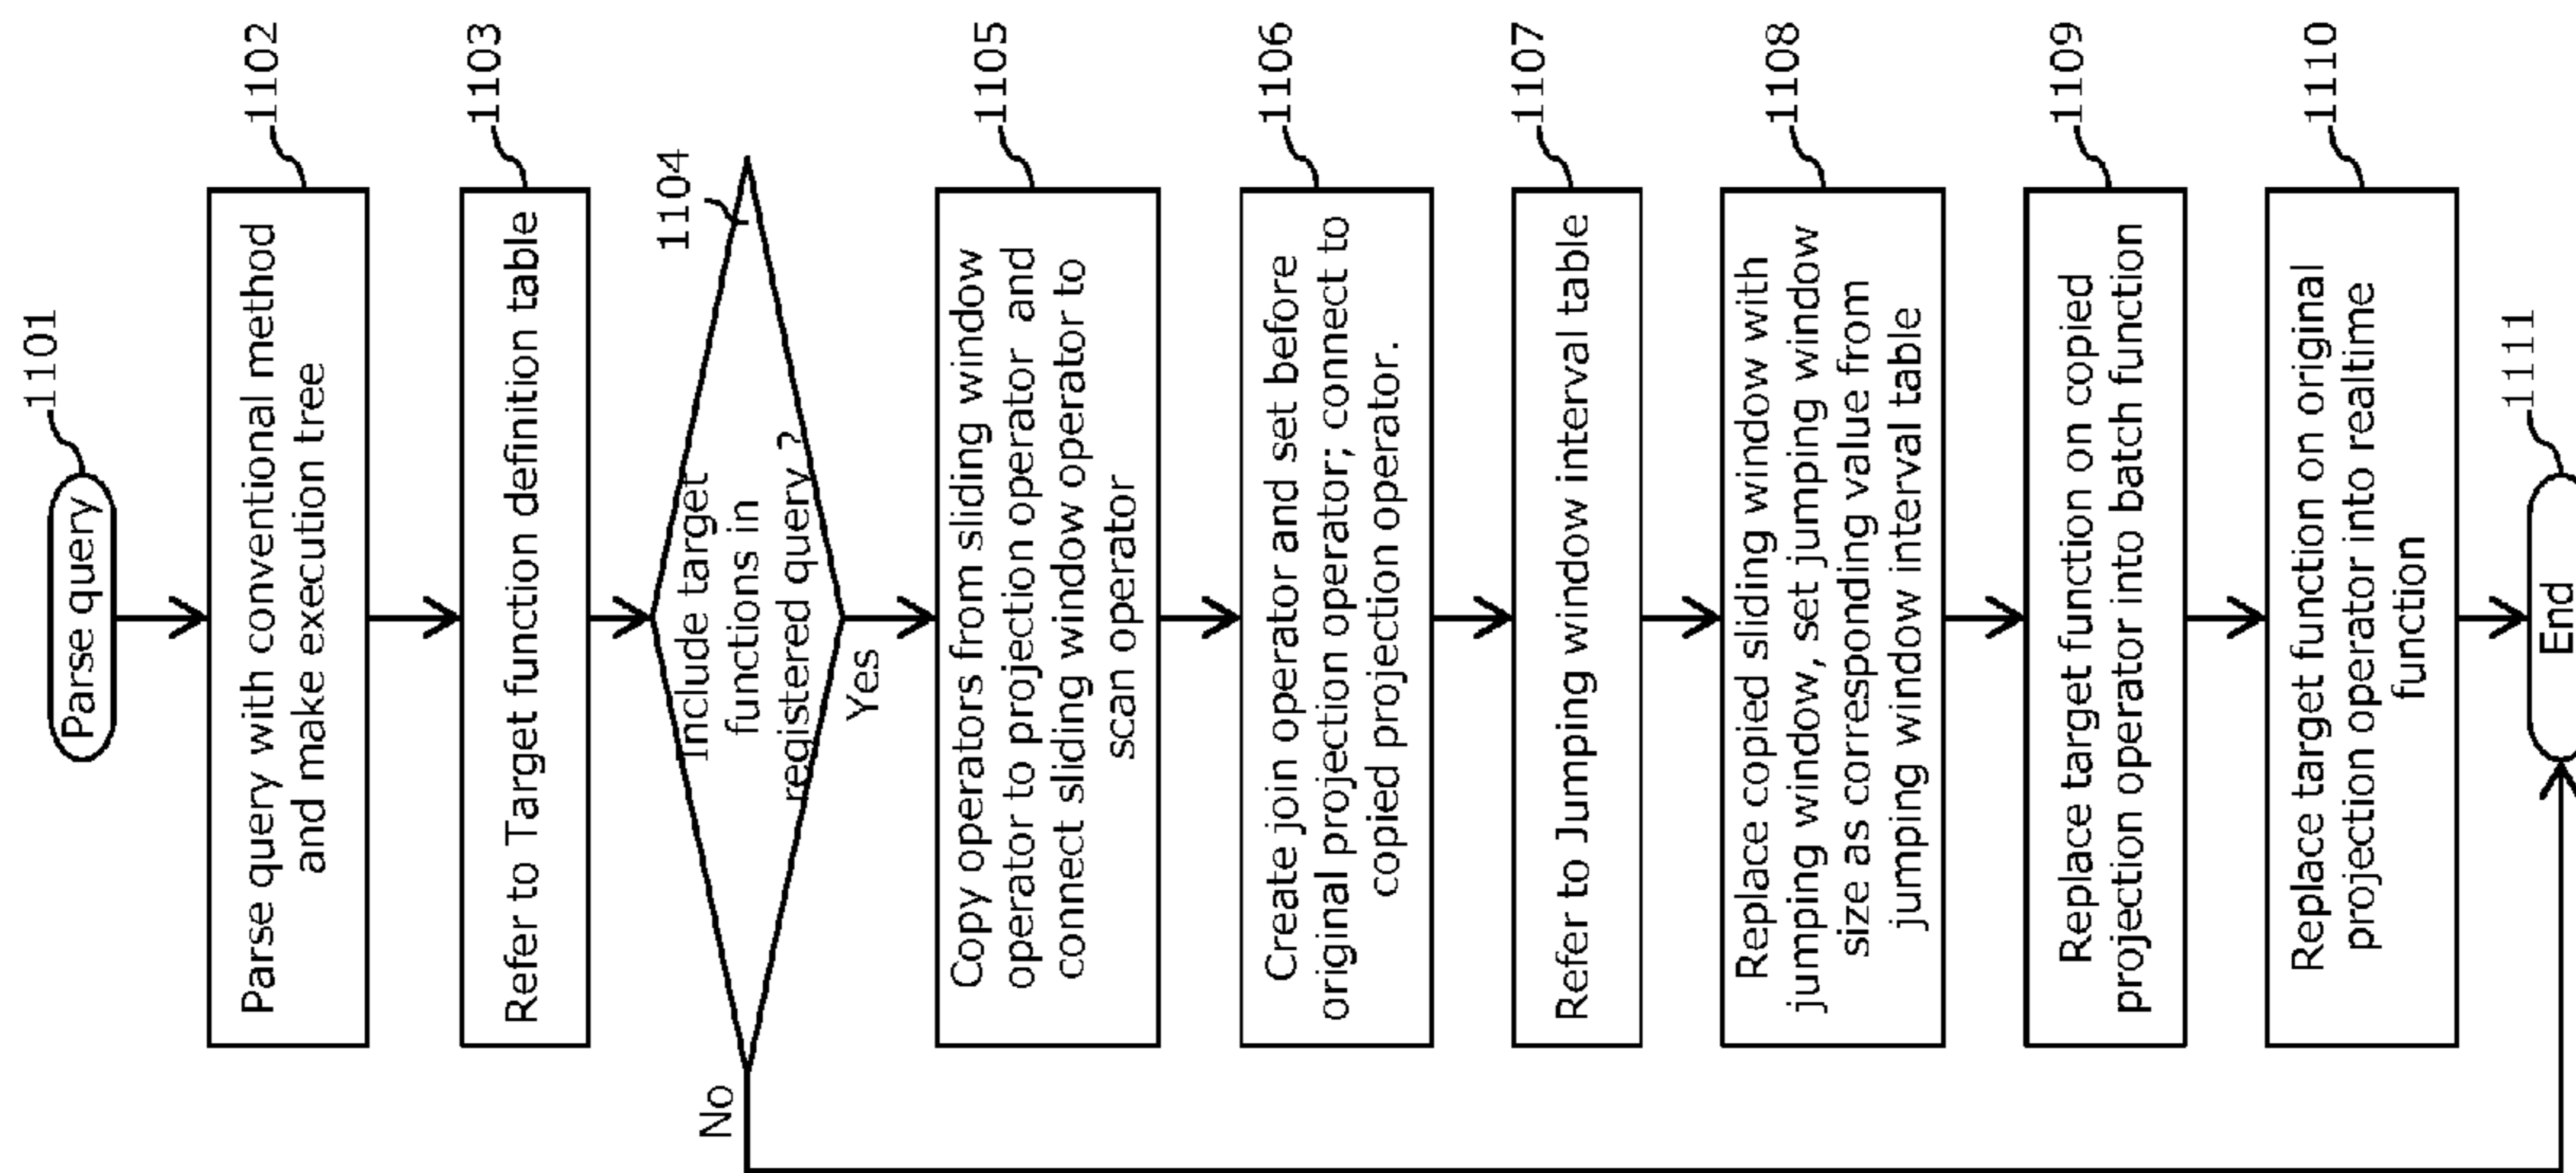 1101
Parse query
1102
Parse query with conventional method
and make execution tree
1103
Refer to Target function definition table
1104
Include target
functions in
registered query ?
No
Yes
1105
Copy operators from sliding window
operator to projection operator and
connect sliding window operator to
scan operator
1106
Create join operator and set before
original projection operator; connect to
copied projection operator.
1107
Refer to Jumping window interval table
1108
Replace copied sliding window with
jumping window, set jumping window
size as corresponding value from
jumping window interval table
1109
Replace target function on copied
projection operator into batch function
1110
Replace target function on original
projection operator into realtime
function
1111
End